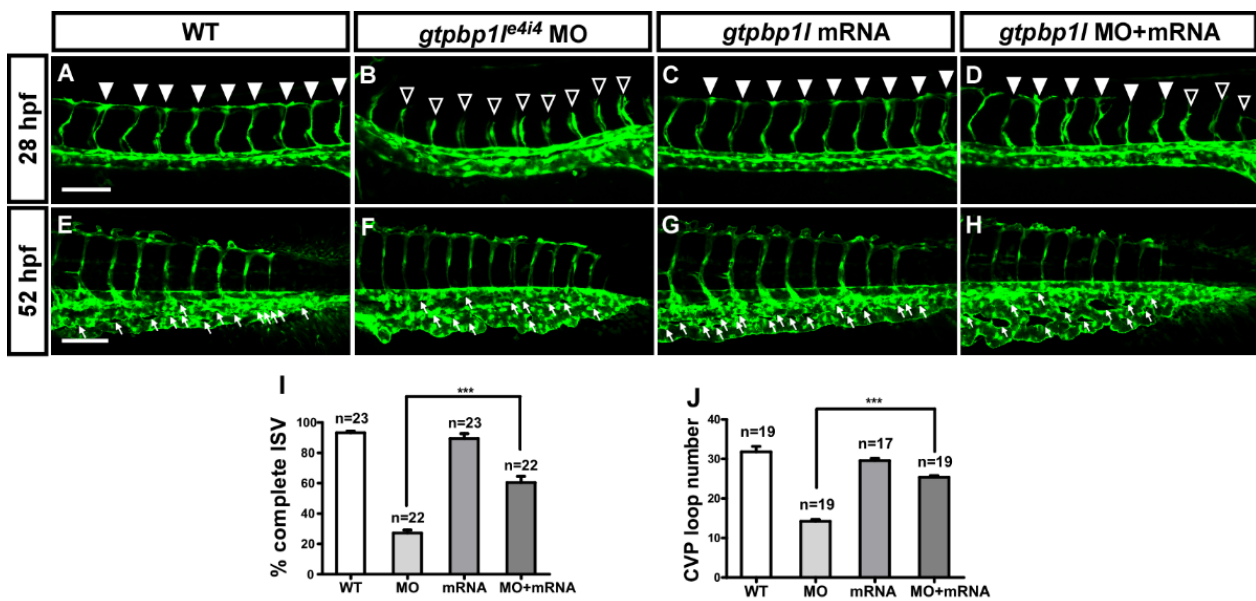 WT
gtpbp1l^e4i4 MO
gtpbp1l mRNA
gtpbp1l MO+mRNA
28 hpf
A
B
C
D
52 hpf
E
F
G
H
I
% complete ISV
100
80
60
40
20
0
n=23
n=22
n=23
n=22
***
WT
MO
mRNA
MO+mRNA
J
CVP loop number
40
30
20
10
0
n=19
n=19
n=17
n=19
***
WT
MO
mRNA
MO+mRNA